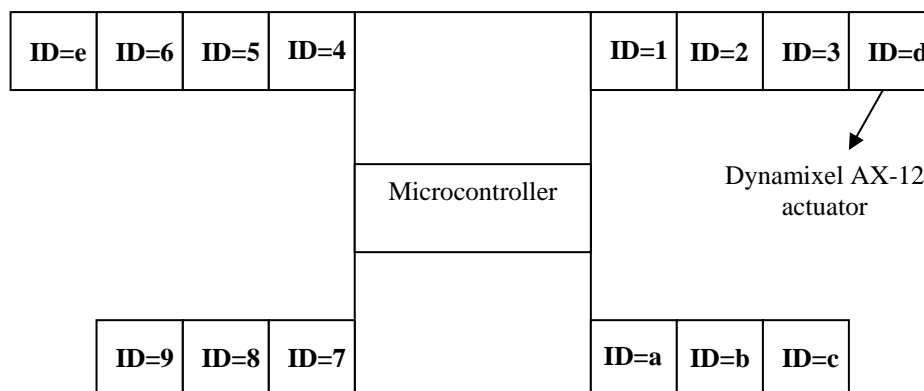 ID=e ID=6 ID=5 ID=4 ID=1 ID=2 ID=3 ID=d
Microcontroller
Dynamixel AX-12
actuator
ID=9 ID=8 ID=7 ID=a ID=b ID=c